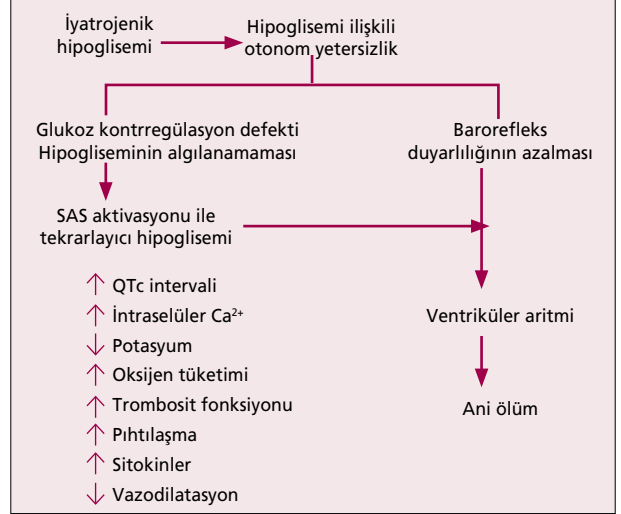 İyatrojenik
hipoglisemi
Hipoglisemi ilişkili
otonom yetersizlik
Glukoz kontrregülasyon defekti
Hipogliseminin algılanamaması
Barorefleks
duyarlılığının azalması
SAS aktivasyonu ile
tekrarlayıcı hipoglisemi
↑ QTc intervali
↑ İntraselüler Ca²⁺
↓ Potasyum
↑ Oksijen tüketimi
↑ Trombosit fonksiyonu
↑ Pıhtılaşma
↑ Sitokinler
↓ Vazodilatasyon
Ventriküler aritmi
Ani ölüm